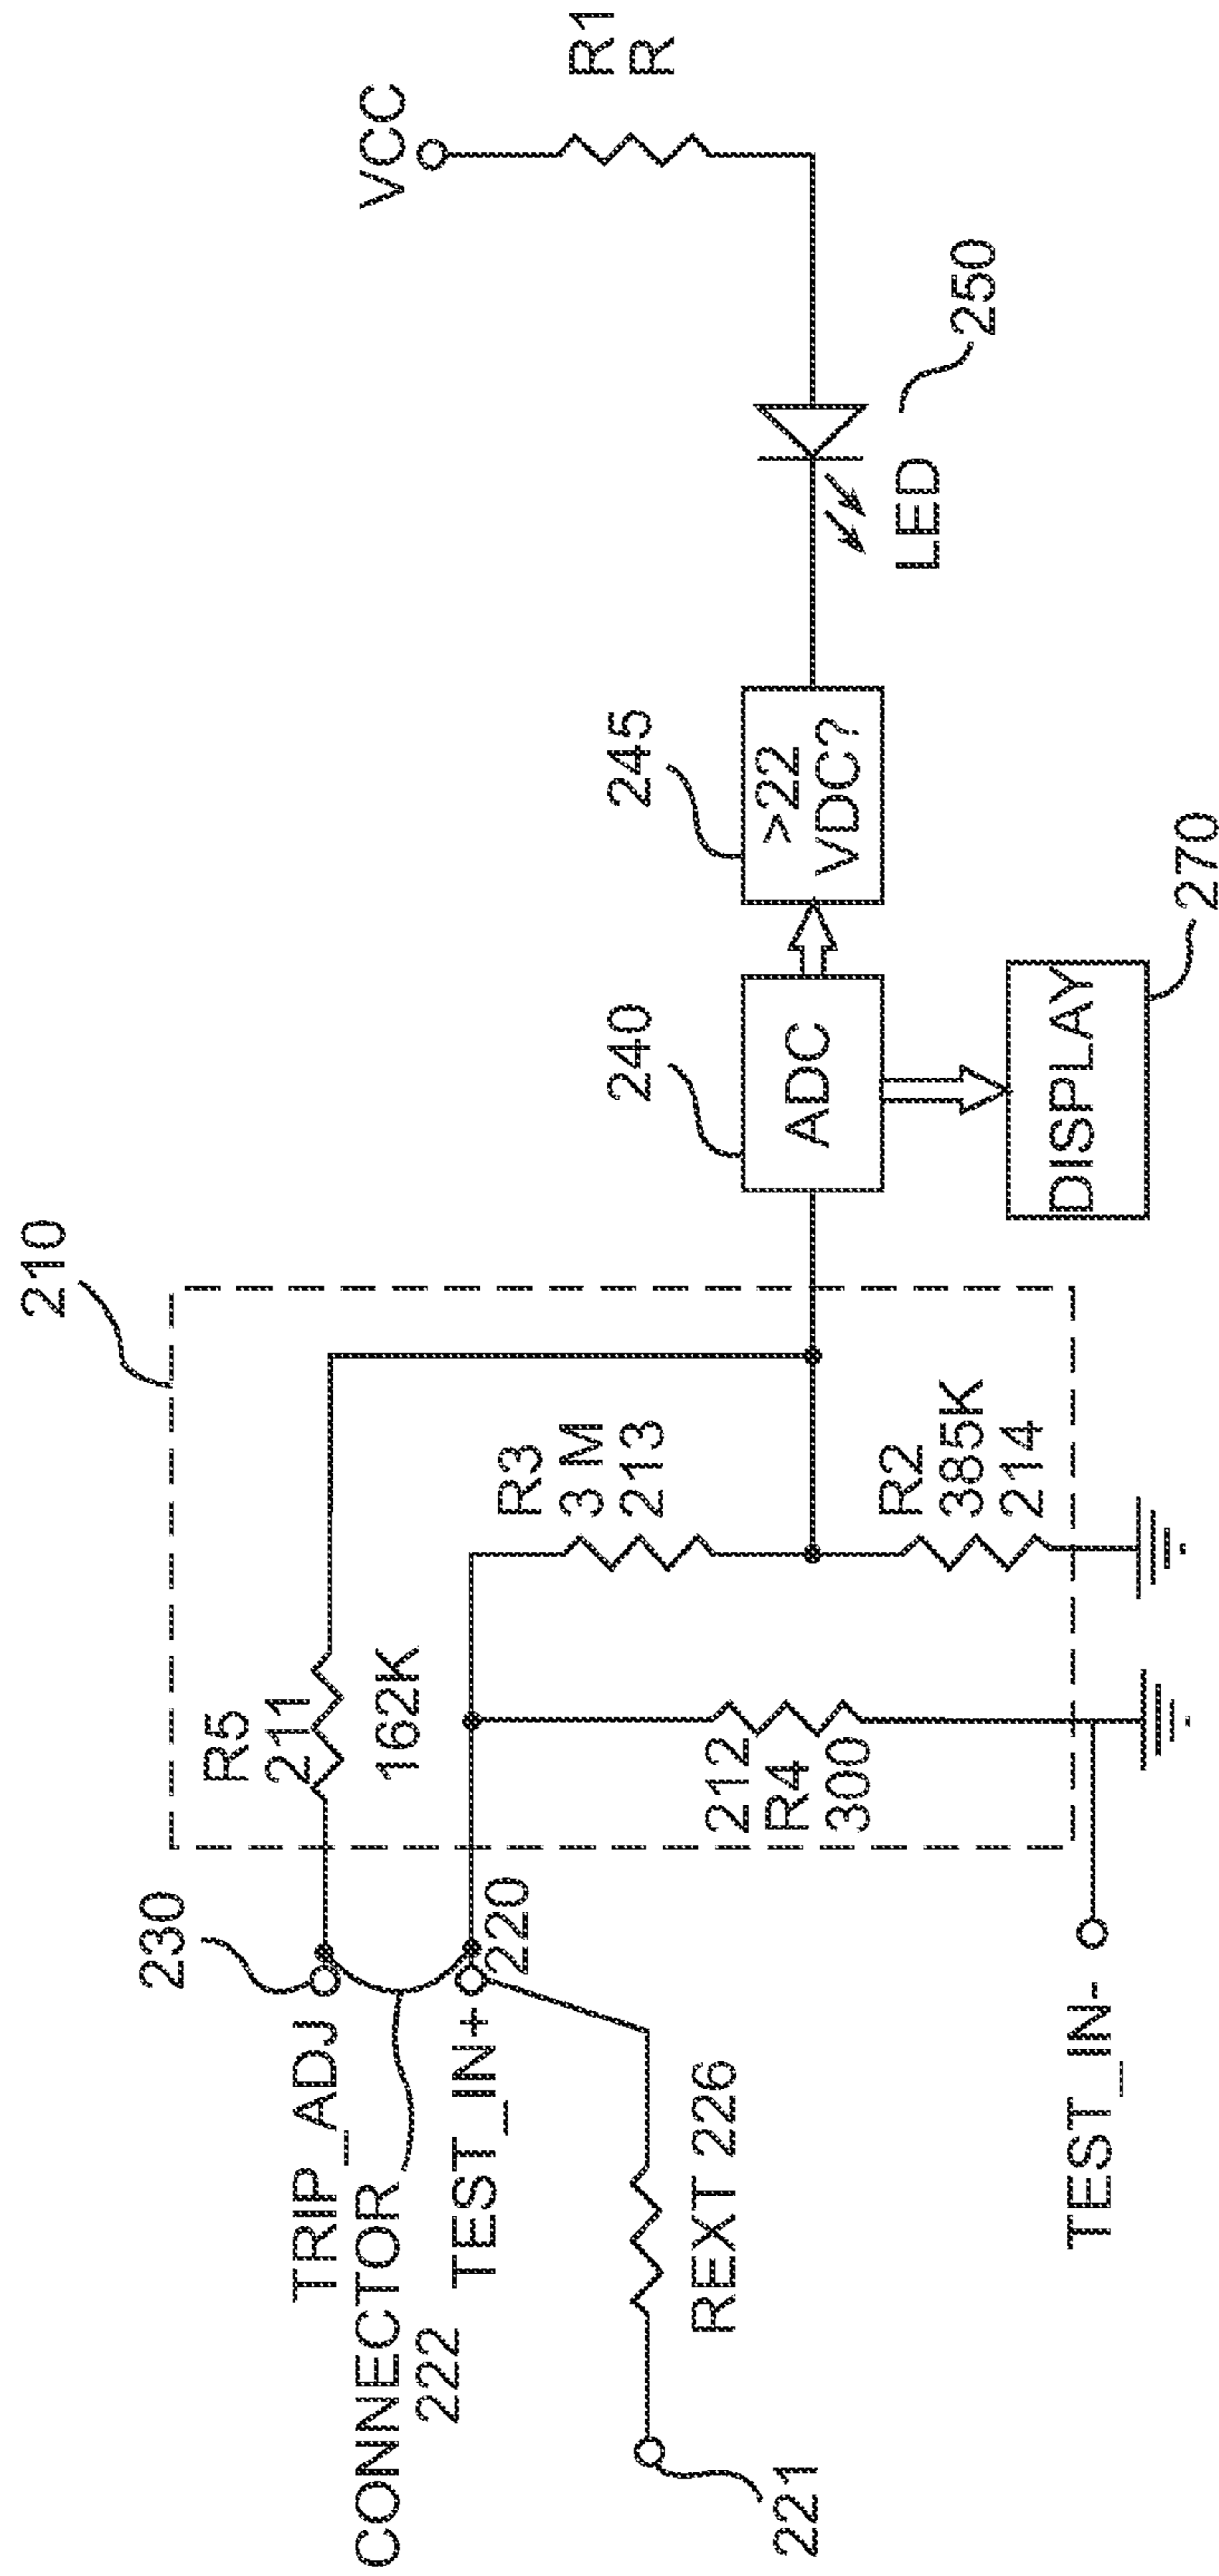 210
230
TRIP_ADJ
CONNECTOR
222
TEST_IN+
220
R5
211
162K
212
R4
300
R3
3 M
213
R2
385K
214
221
REXT 226
TEST_IN-
240
ADC
245
>22
VDC?
DISPLAY
270
LED
250
VCC
R1
R